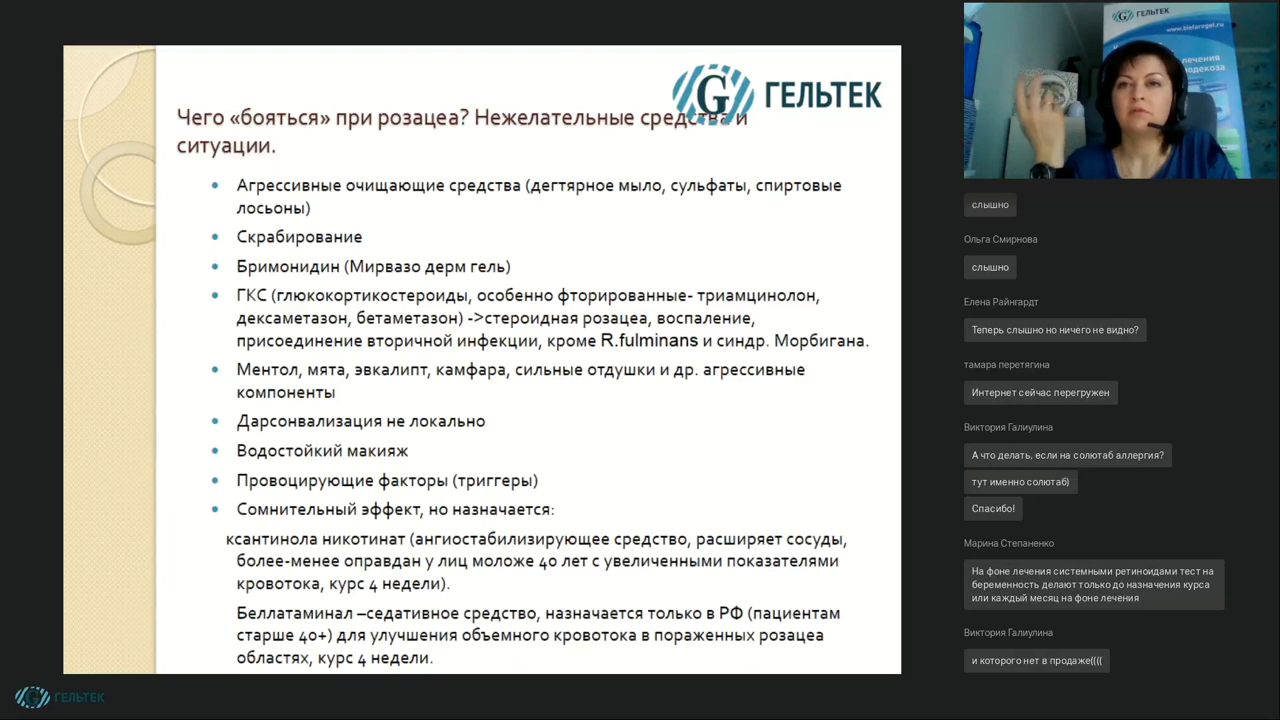 ГЕЛЬТЕК
Чего «бояться» при розацеа? Нежелательные средства и
ситуации.
• Агрессивные очищающие средства (дегтярное мыло, сульфаты, спиртовые
лосьоны)
• Скрабирование
• Бримонидин (Мирвазо дерм гель)
• ГКС (глюкокортикостероиды, особенно фторированные- триамцинолон,
дексаметазон, бетаметазон) ->стероидная розацеа, воспаление,
присоединение вторичной инфекции, кроме R.fulminans и синдр. Морбигана.
• Ментол, мята, эвкалипт, камфара, сильные отдушки и др. агрессивные
компоненты
• Дарсонвализация не локально
• Водостойкий макияж
• Провоцирующие факторы (триггеры)
• Сомнительный эффект, но назначается:
ксантинола никотинат (ангиостабилизирующее средство, расширяет сосуды,
более-менее оправдан у лиц моложе 40 лет с увеличенными показателями
кровотока, курс 4 недели).
Беллатаминал –седативное средство, назначается только в РФ (пациентам
старше 40+) для улучшения объемного кровотока в пораженных розацеа
областях, курс 4 недели.
ГЕЛЬТЕК
ГЕЛЬТЕК
лечения
слышно
Ольга Смирнова
слышно
Елена Райнгардт
Теперь слышно но ничего не видно?
тамара перетягина
Интернет сейчас перегружен
Виктория Галиулина
А что делать, если на солютаб аллергия?
тут именно солютаб)
Спасибо!
Марина Степаненко
На фоне лечения системными ретиноидами тест на
беременность делают только до назначения курса
или каждый месяц на фоне лечения
Виктория Галиулина
и которого нет в продаже((((